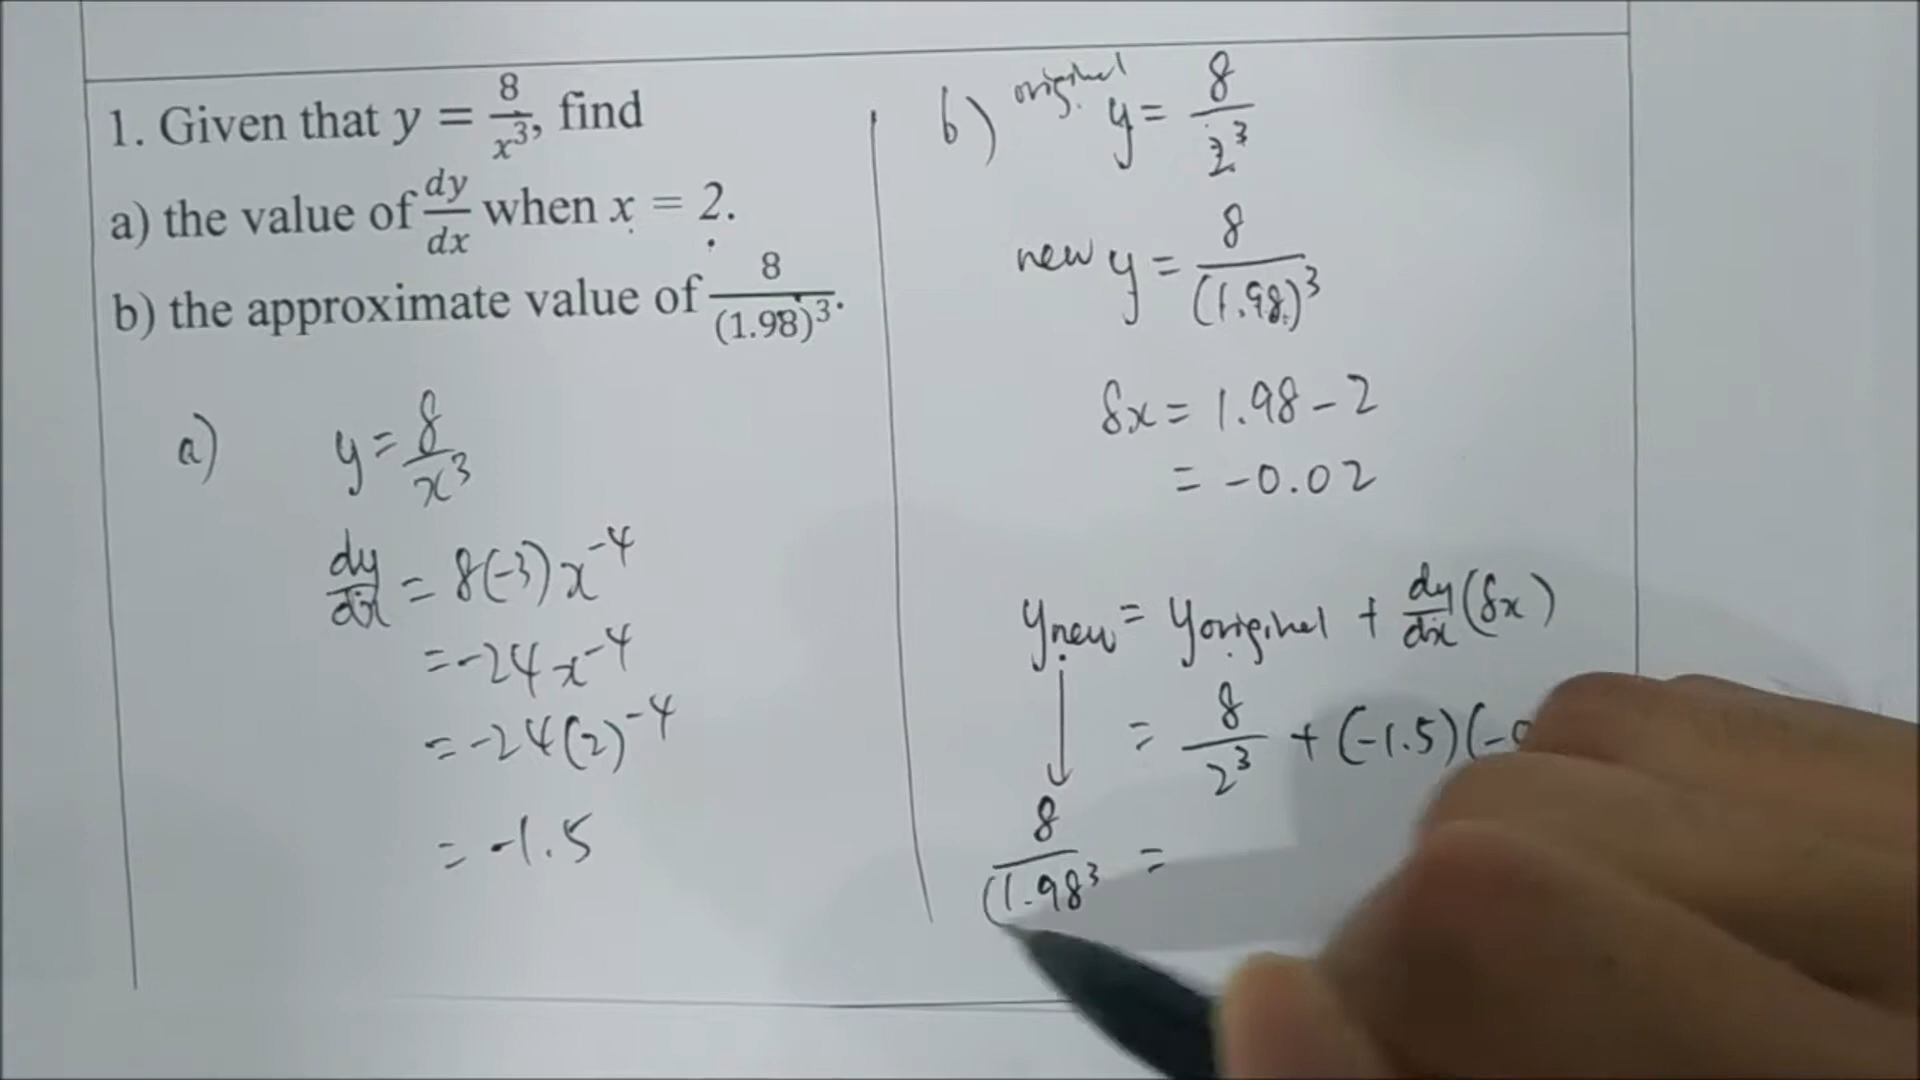 1. Given that y = 8/x³, find
a) the value of dy/dx when x = 2.
b) the approximate value of 8/(1.98)³.
a) y = 8/x³
dy/dx = 8(-3)x⁻⁴
= -24x⁻⁴
= -24(2)⁻⁴
= -1.5
b) original y = 8/2³
new y = 8/(1.98)³
δx = 1.98 - 2
= -0.02
ynew = yoriginal + dy/dx (δx)
= 8/2³ + (-1.5)(-0
8/(1.98³ =